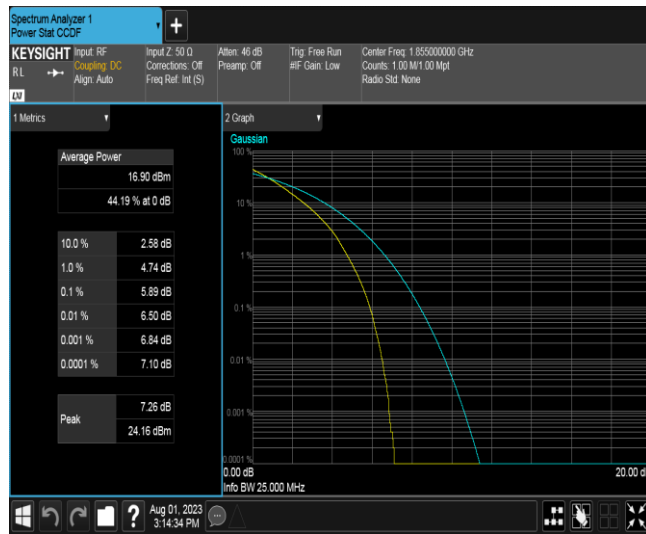 Spectrum Analyzer 1
Power Stat CCDF
+
KEYSIGHT
RL
LXI
Input: RF
Coupling: DC
Align: Auto
Input Z: 50 Ω
Corrections: Off
Freq Ref: Int (S)
Atten: 46 dB
Preamp: Off
Trig: Free Run
#IF Gain: Low
Center Freq: 1.855000000 GHz
Counts: 1.00 M/1.00 Mpt
Radio Std: None
1 Metrics
Average Power
16.90 dBm
44.19 % at 0 dB
10.0 % 2.58 dB
1.0 % 4.74 dB
0.1 % 5.89 dB
0.01 % 6.50 dB
0.001 % 6.84 dB
0.0001 % 7.10 dB
Peak
7.26 dB
24.16 dBm
2 Graph
Gaussian
100 %
10 %
1 %
0.1 %
0.01 %
0.001 %
0.0001 %
0.00 dB 20.00 d
Info BW 25.000 MHz
?
Aug 01, 2023
3:14:34 PM